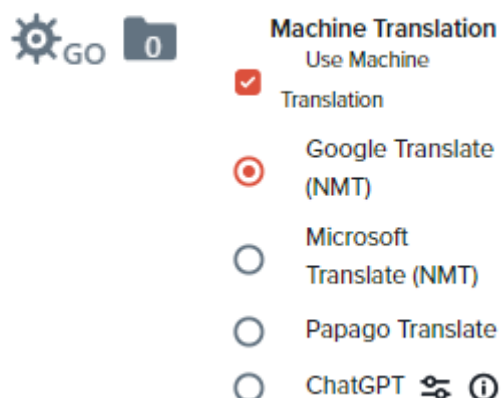 GO
0
Machine Translation
Use Machine
Translation
Google Translate
(NMT)
Microsoft
Translate (NMT)
Papago Translate
ChatGPT